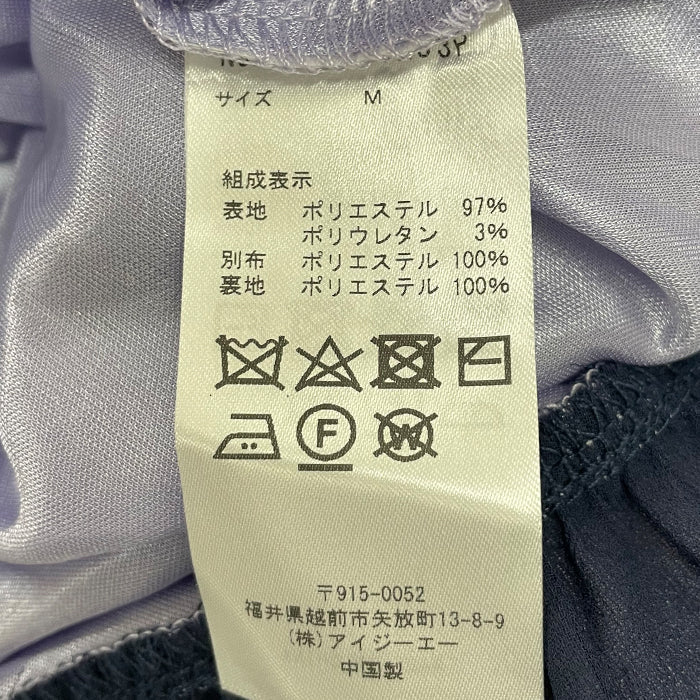 サイズ M
組成表示
表地 ポリエステル 97%
ポリウレタン 3%
別布 ポリエステル 100%
裏地 ポリエステル 100%
F
W
〒915-0052
福井県越前市矢放町13-8-9
(株)アイジーエー
中国製